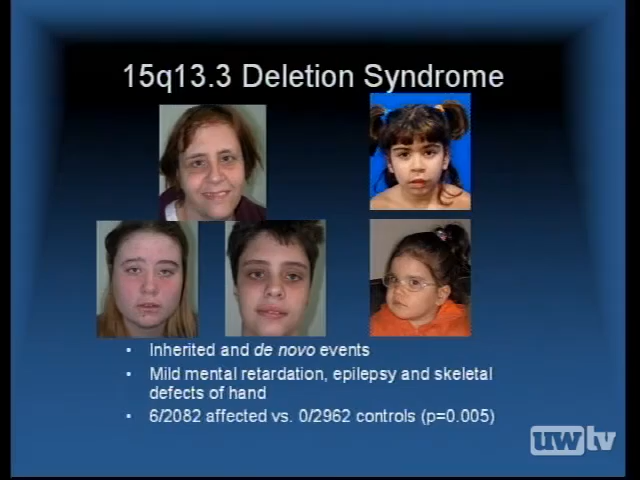 15q13.3 Deletion Syndrome
• Inherited and de novo events
• Mild mental retardation, epilepsy and skeletal
defects of hand
• 6/2082 affected vs. 0/2962 controls (p=0.005)
uwtv